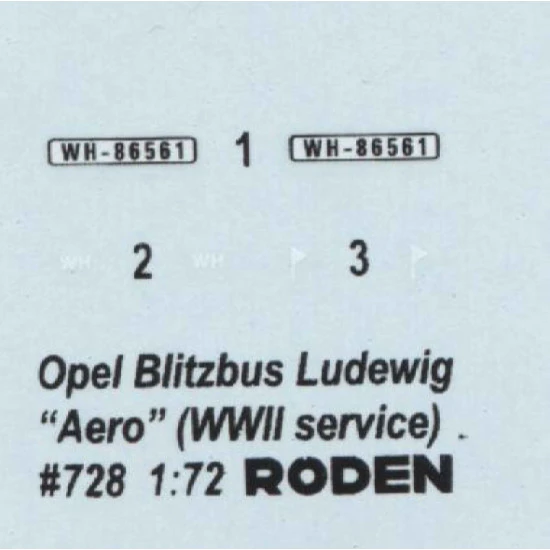 WH-86561 1 WH-86561
WH 2 WH 3
Opel Blitzbus Ludewig
“Aero” (WWII service) .
#728 1:72 RODEN